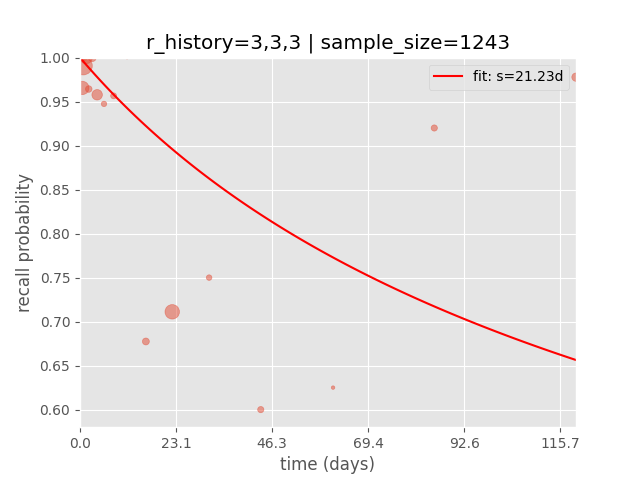 r_history=3,3,3 | sample_size=1243
fit: s=21.23d
recall probability
1.00
0.95
0.90
0.85
0.80
0.75
0.70
0.65
0.60
0.0 23.1 46.3 69.4 92.6 115.7
time (days)